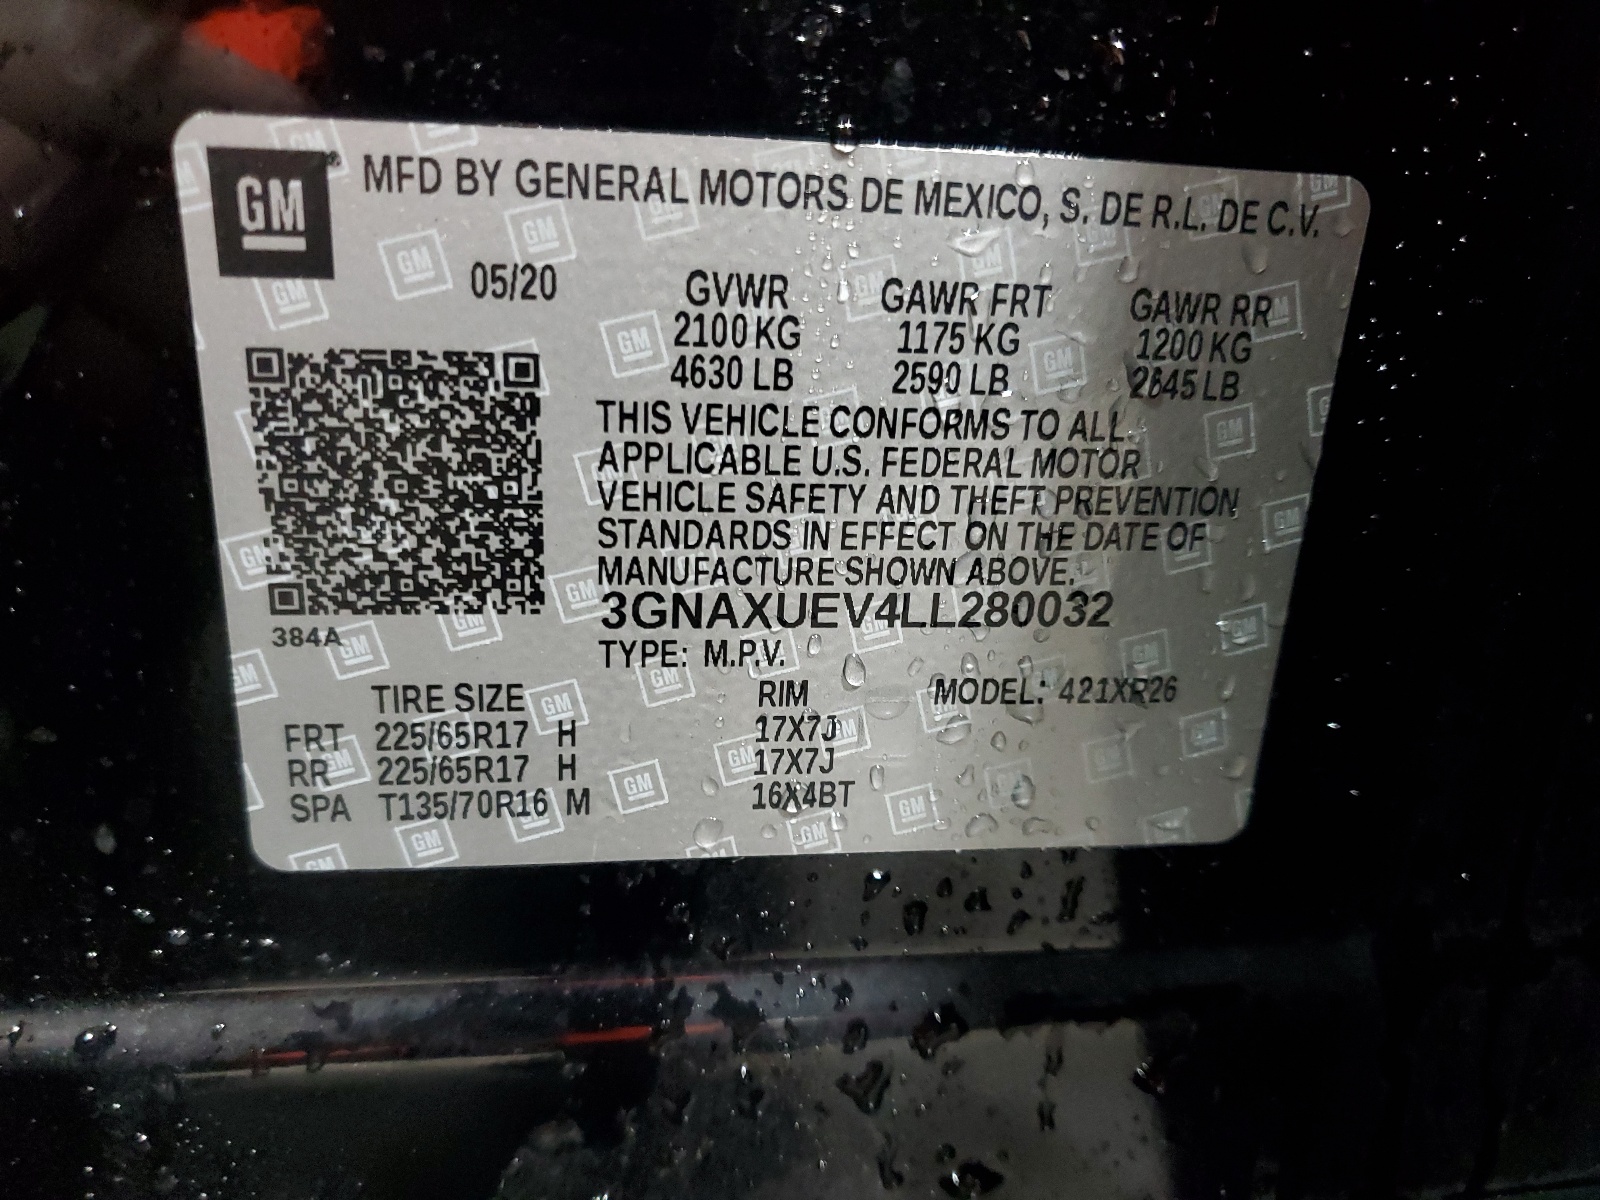 GM MFD BY GENERAL MOTORS DE MEXICO, S. DE R.L. DE C.V.
05/20 GVWR GAWR FRT GAWR RR
2100 KG 1175 KG 1200 KG
4630 LB 2590 LB 2645 LB
THIS VEHICLE CONFORMS TO ALL
APPLICABLE U.S. FEDERAL MOTOR
VEHICLE SAFETY AND THEFT PREVENTION
STANDARDS IN EFFECT ON THE DATE OF
MANUFACTURE SHOWN ABOVE.
3GNAXUEV4LL280032
384A
TYPE: M.P.V.
TIRE SIZE RIM MODEL: 421XR26
FRT 225/65R17 H 17X7J
RR 225/65R17 H 17X7J
SPA T135/70R16 M 16X4BT